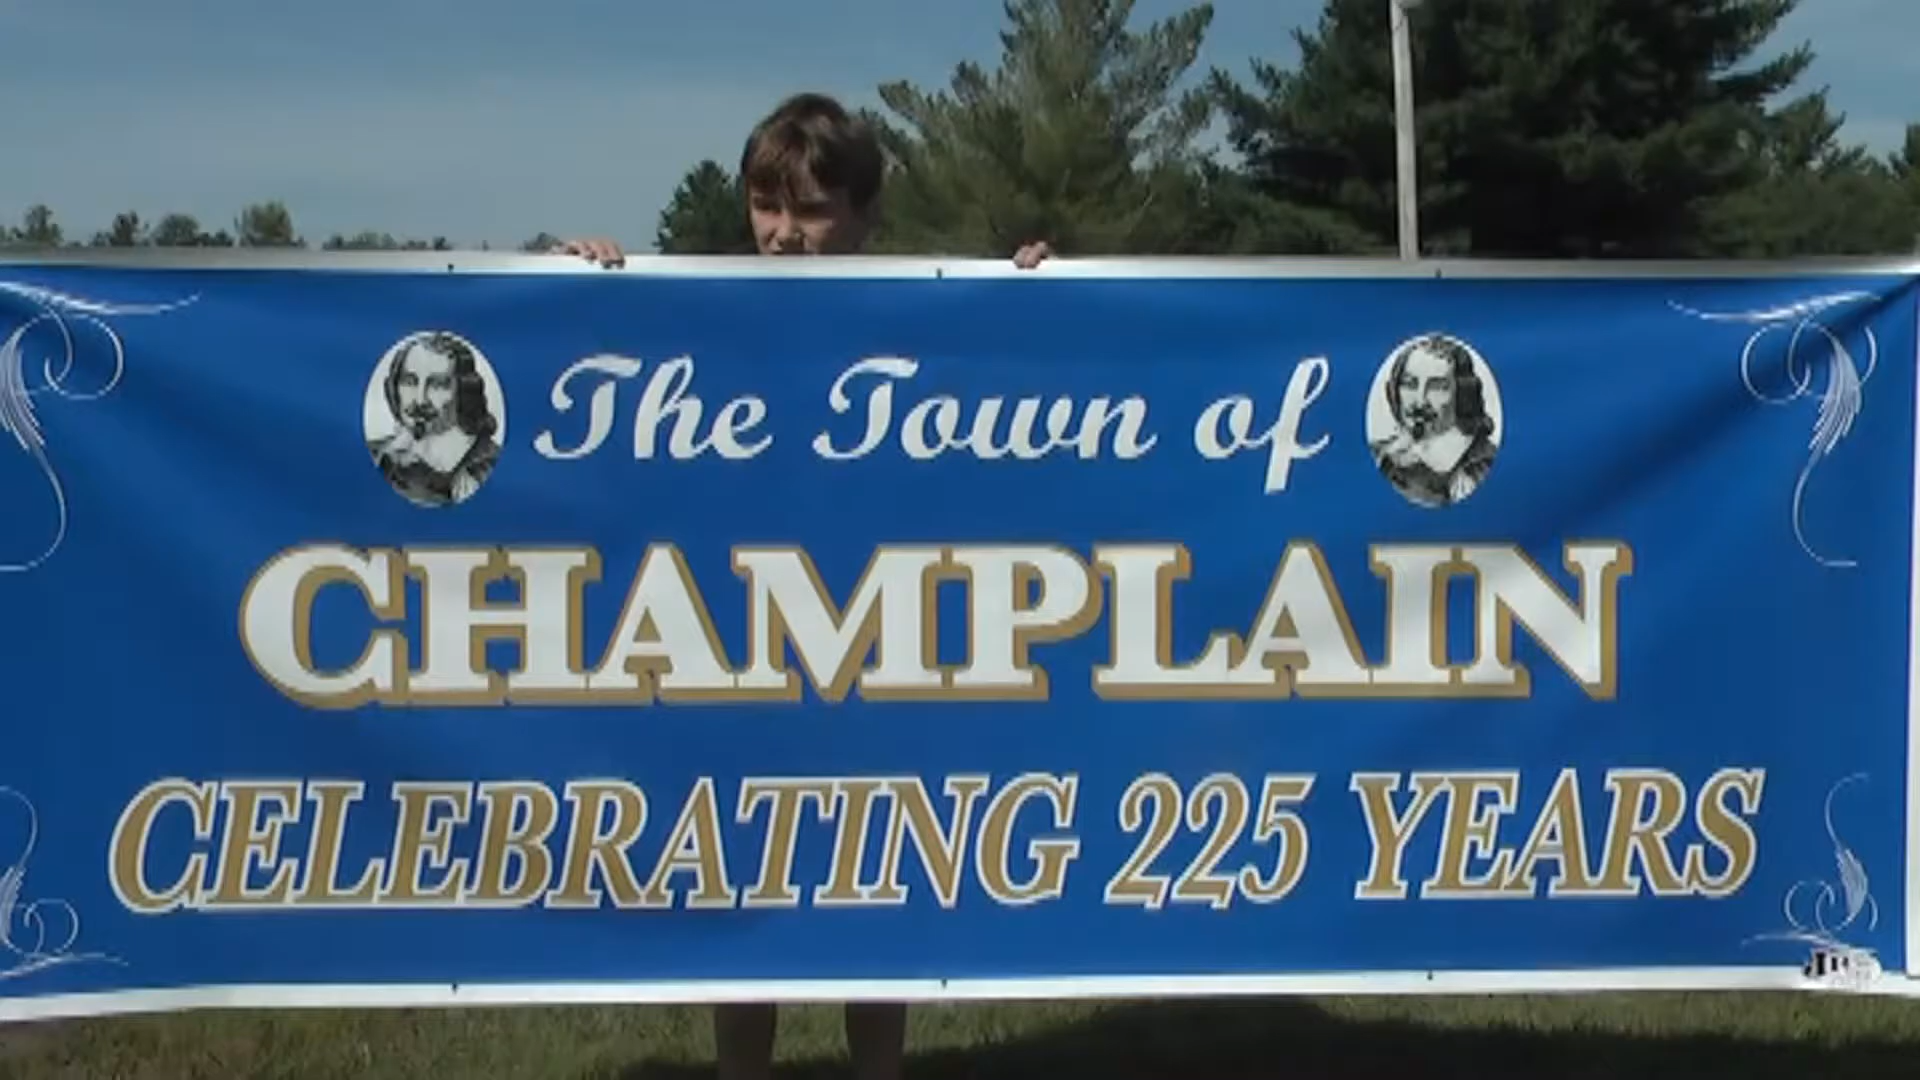 The Town of
CHAMPLAIN
CELEBRATING 225 YEARS